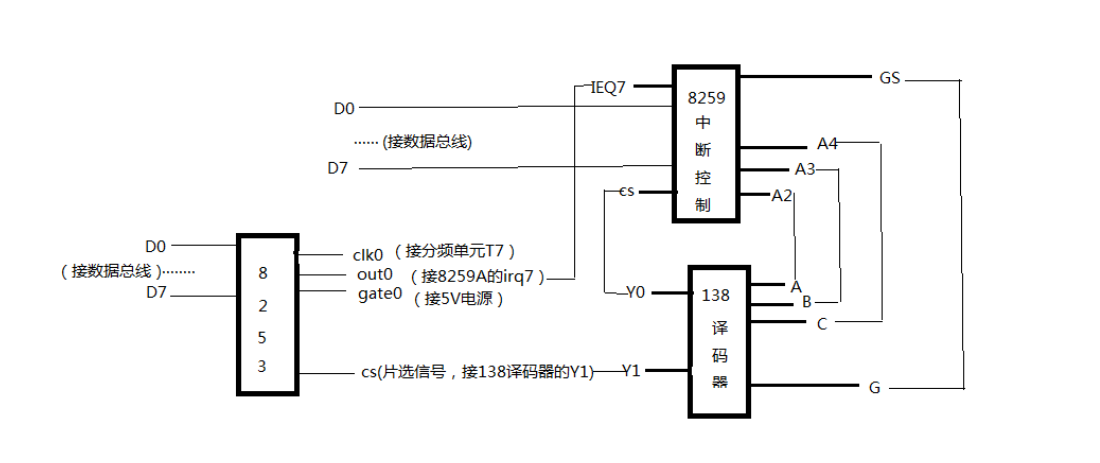 GS
IEQ7
8259
中
断
控
制
D0
······ (接数据总线)
D7
A4
A3
cs
A2
D0
(接数据总线)········
D7
8
2
5
3
clk0 (接分频单元T7)
out0 (接8259A的irq7)
gate0 (接5V电源)
Y0
138
译
码
器
A
B
C
cs(片选信号,接138译码器的Y1)
Y1
G